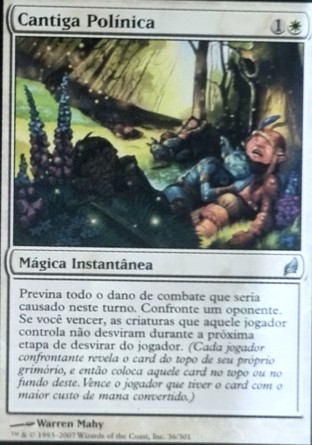 Cantiga Polínica 1
Mágica Instantânea
Previna todo o dano de combate que seria
causado neste turno. Confronte um oponente.
Se você vencer, as criaturas que aquele jogador
controla não desviram durante a próxima
etapa de desvirar do jogador. (Cada jogador
confrontante revela o card do topo de seu próprio
grimório, e então coloca aquele card no topo ou no
fundo deste. Vence o jogador que tiver o card com o
maior custo de mana convertido.)
Warren Mahy
™ & © 1993-2007 Wizards of the Coast, Inc. 36/301